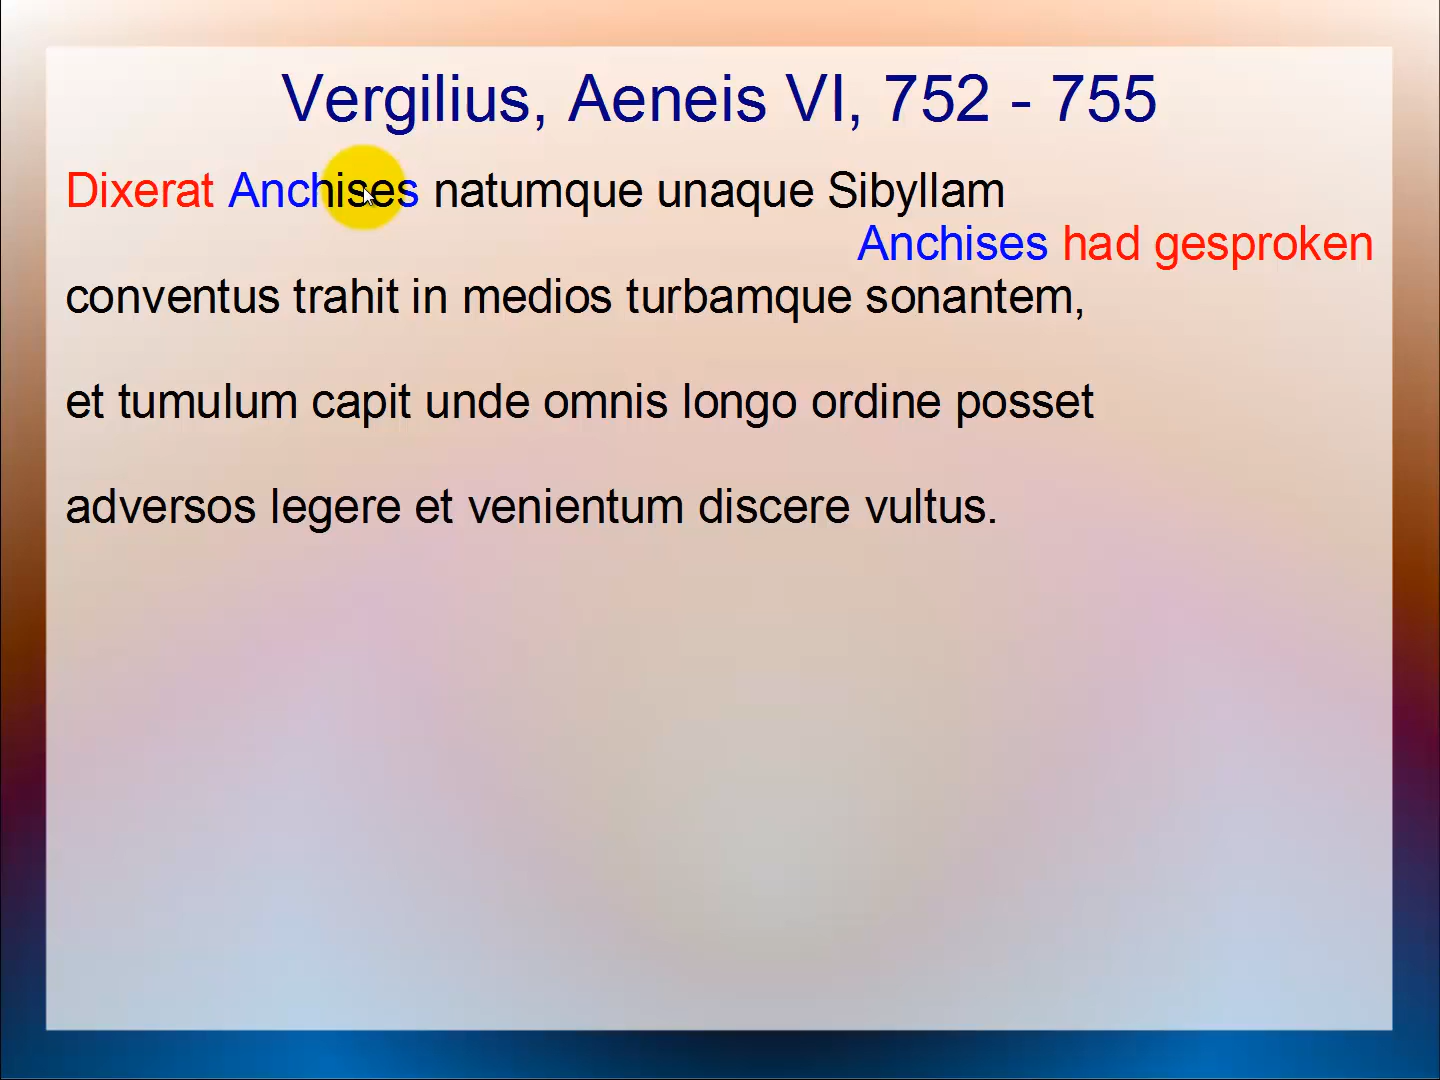 Vergilius, Aeneis VI, 752 - 755
Dixerat Anchises natumque unaque Sibyllam
Anchises had gesproken
conventus trahit in medios turbamque sonantem,
et tumulum capit unde omnis longo ordine posset
adversos legere et venientum discere vultus.